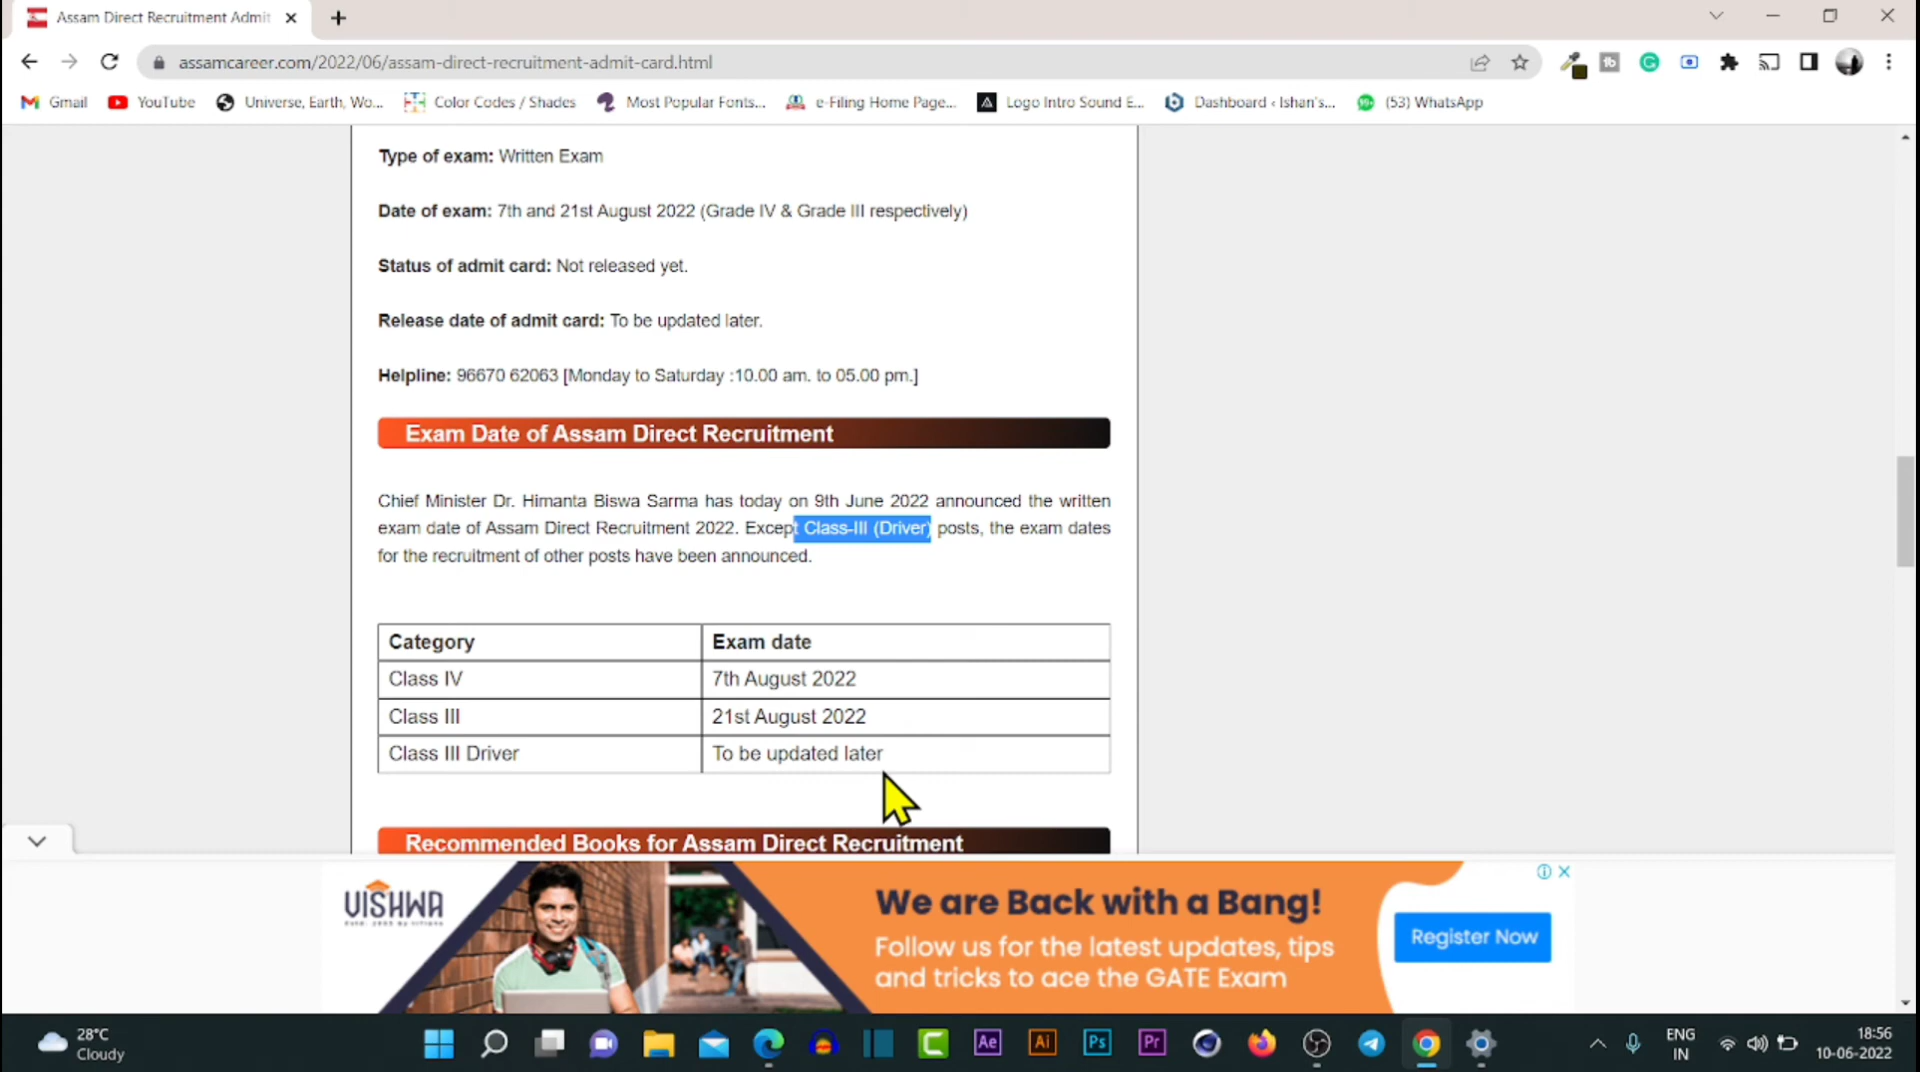 Assam Direct Recruitment Admit
assamcareer.com/2022/06/assam-direct-recruitment-admit-card.html
Gmail
YouTube
Universe, Earth, Wo...
Color Codes / Shades
Most Popular Fonts...
e-Filing Home Page...
Logo Intro Sound E...
Dashboard ‹ Ishan's...
(53) WhatsApp
Type of exam: Written Exam
Date of exam: 7th and 21st August 2022 (Grade IV & Grade III respectively)
Status of admit card: Not released yet.
Release date of admit card: To be updated later.
Helpline: 96670 62063 [Monday to Saturday :10.00 am. to 05.00 pm.]
Exam Date of Assam Direct Recruitment
Chief Minister Dr. Himanta Biswa Sarma has today on 9th June 2022 announced the written
exam date of Assam Direct Recruitment 2022. Except Class-III (Driver) posts, the exam dates
for the recruitment of other posts have been announced.
Category Exam date
Class IV 7th August 2022
Class III 21st August 2022
Class III Driver To be updated later
Recommended Books for Assam Direct Recruitment
VISHWA
We are Back with a Bang!
Follow us for the latest updates, tips
and tricks to ace the GATE Exam
Register Now
28°C
Cloudy
Ae
Ai
Ps
Pr
ENG
IN
18:56
10-06-2022